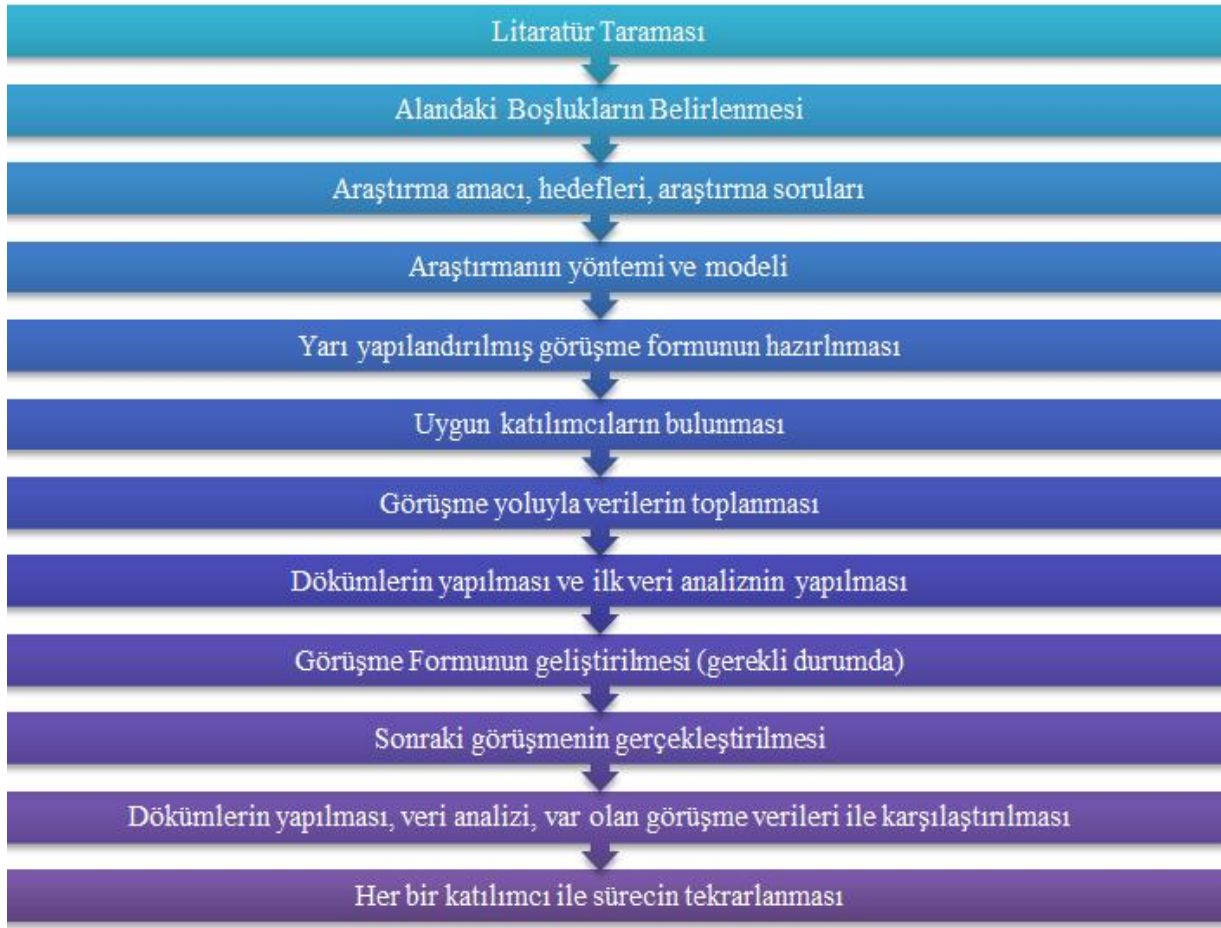 Litaratür Taraması
Alandaki Boşlukların Belirlenmesi
Araştırma amacı, hedefleri, araştırma soruları
Araştırmanın yöntemi ve modeli
Yarı yapılandırılmış görüşme formunun hazırlnması
Uygun katılımcıların bulunması
Görüşme yoluyla verilerin toplanması
Dökümlerin yapılması ve ilk veri analiznin yapılması
Görüşme Formunun geliştirilmesi (gerekli durumda)
Sonraki görüşmenin gerçekleştirilmesi
Dökümlerin yapılması, veri analizi, var olan görüşme verileri ile karşılaştırılması
Her bir katılımcı ile sürecin tekrarlanması